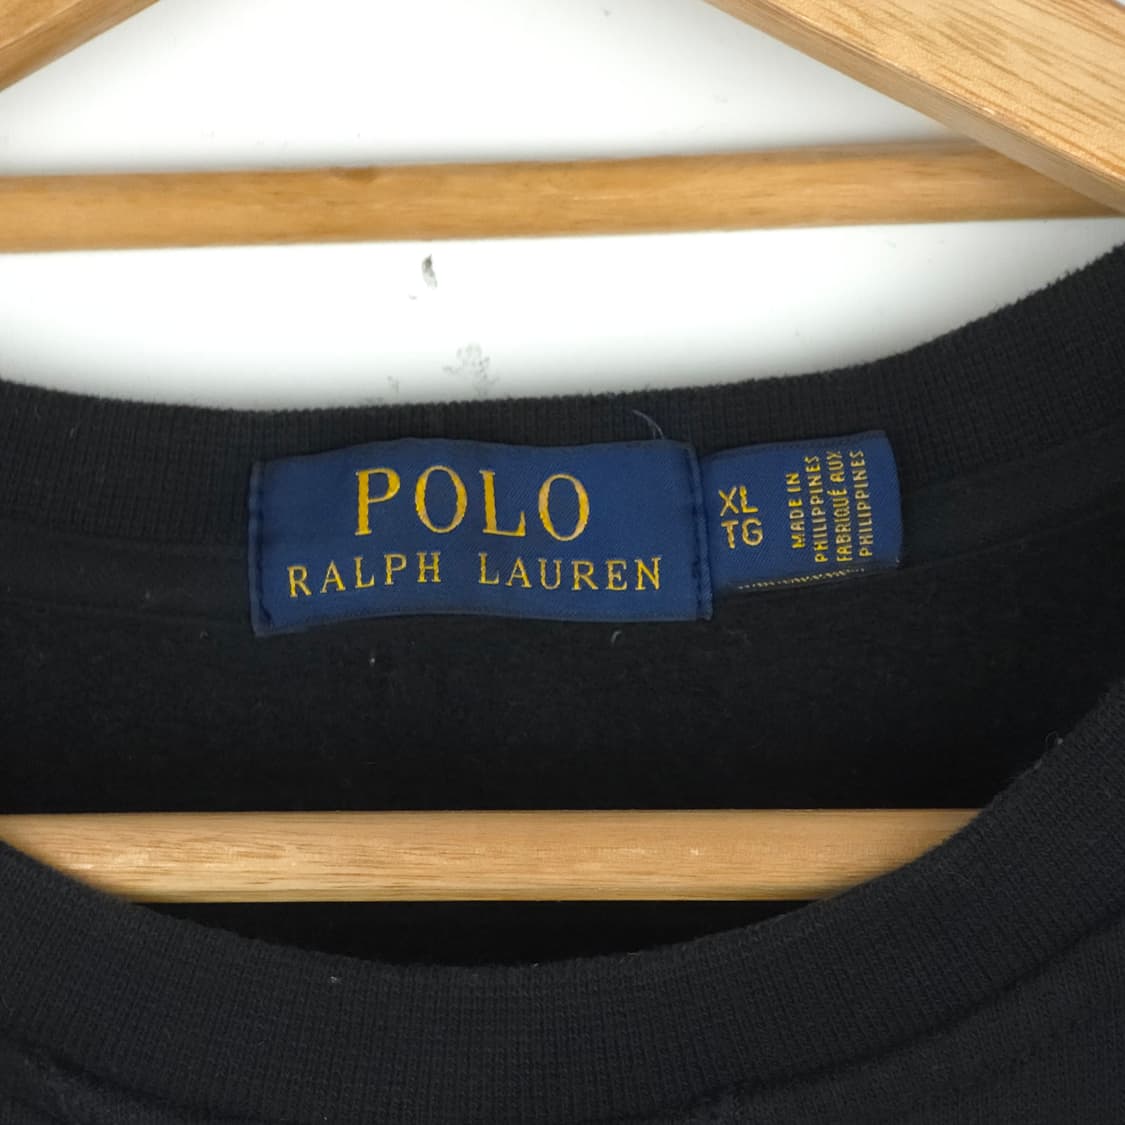 POLO
RALPH LAUREN
XL
TG
MADE IN
PHILIPPINES
FABRIQUÉ AUX
PHILIPPINES